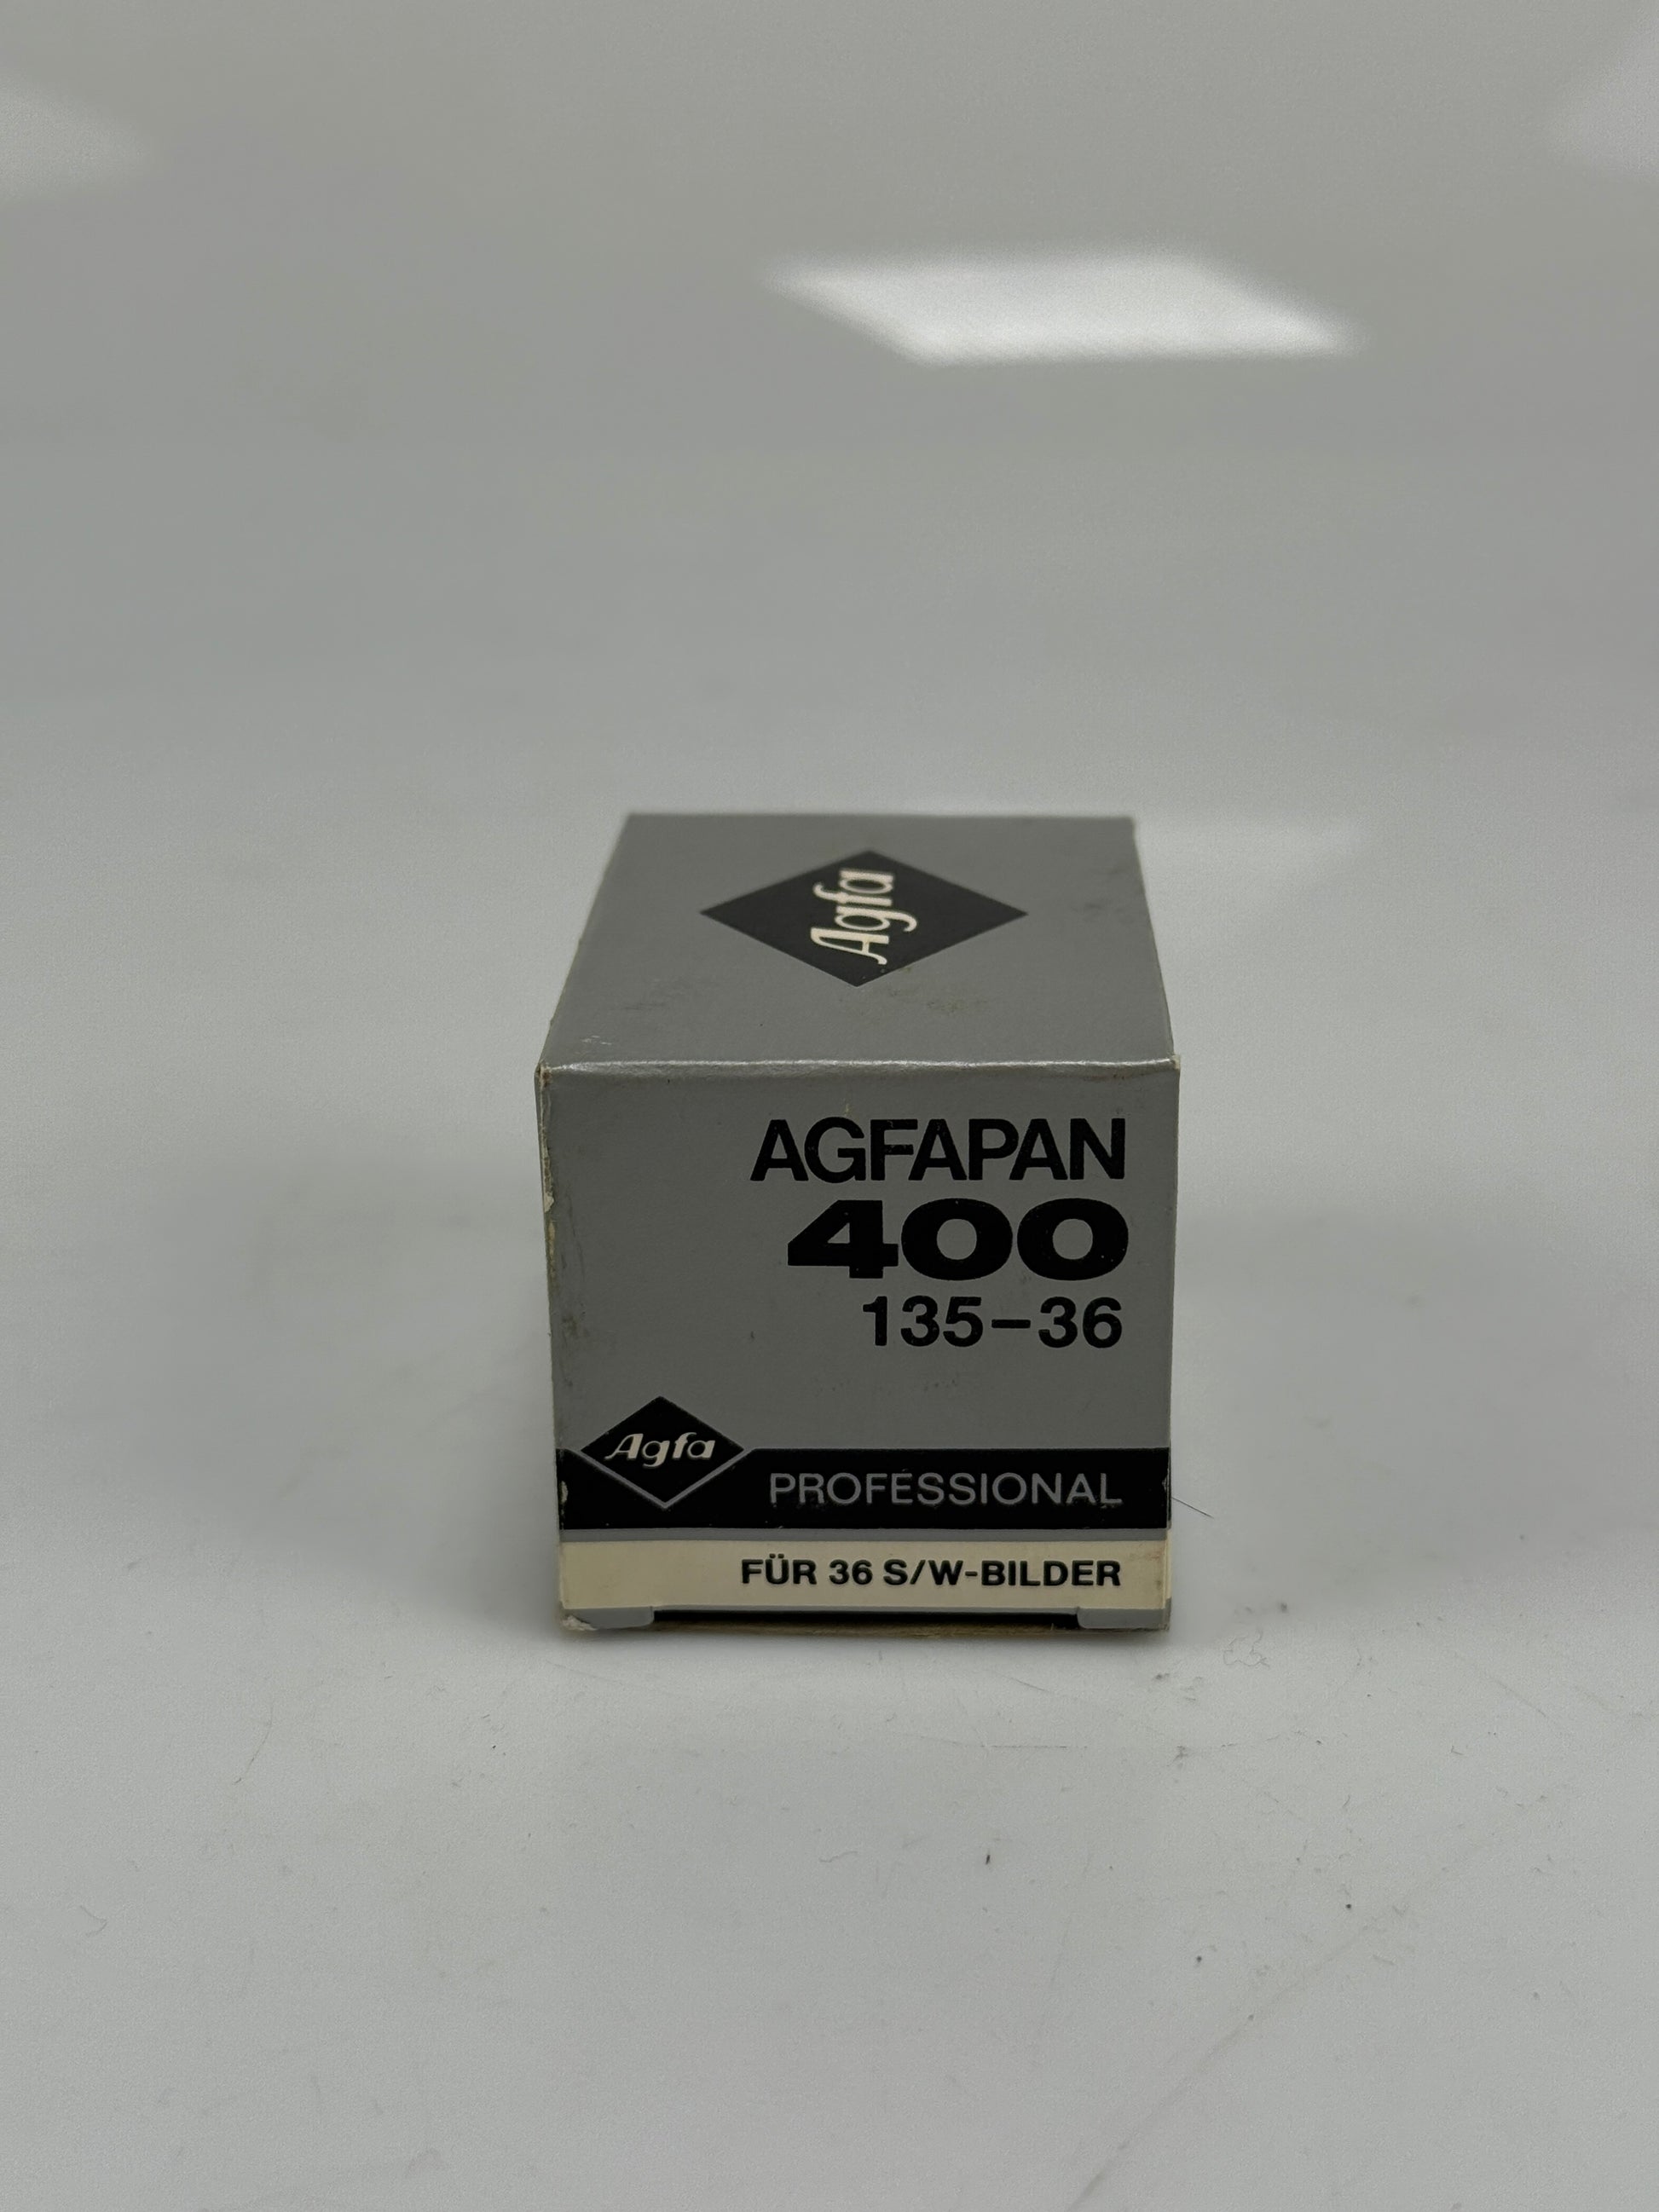 Agfa
AGFAPAN
400
135-36
Agfa
PROFESSIONAL
FÜR 36 S/W-BILDER